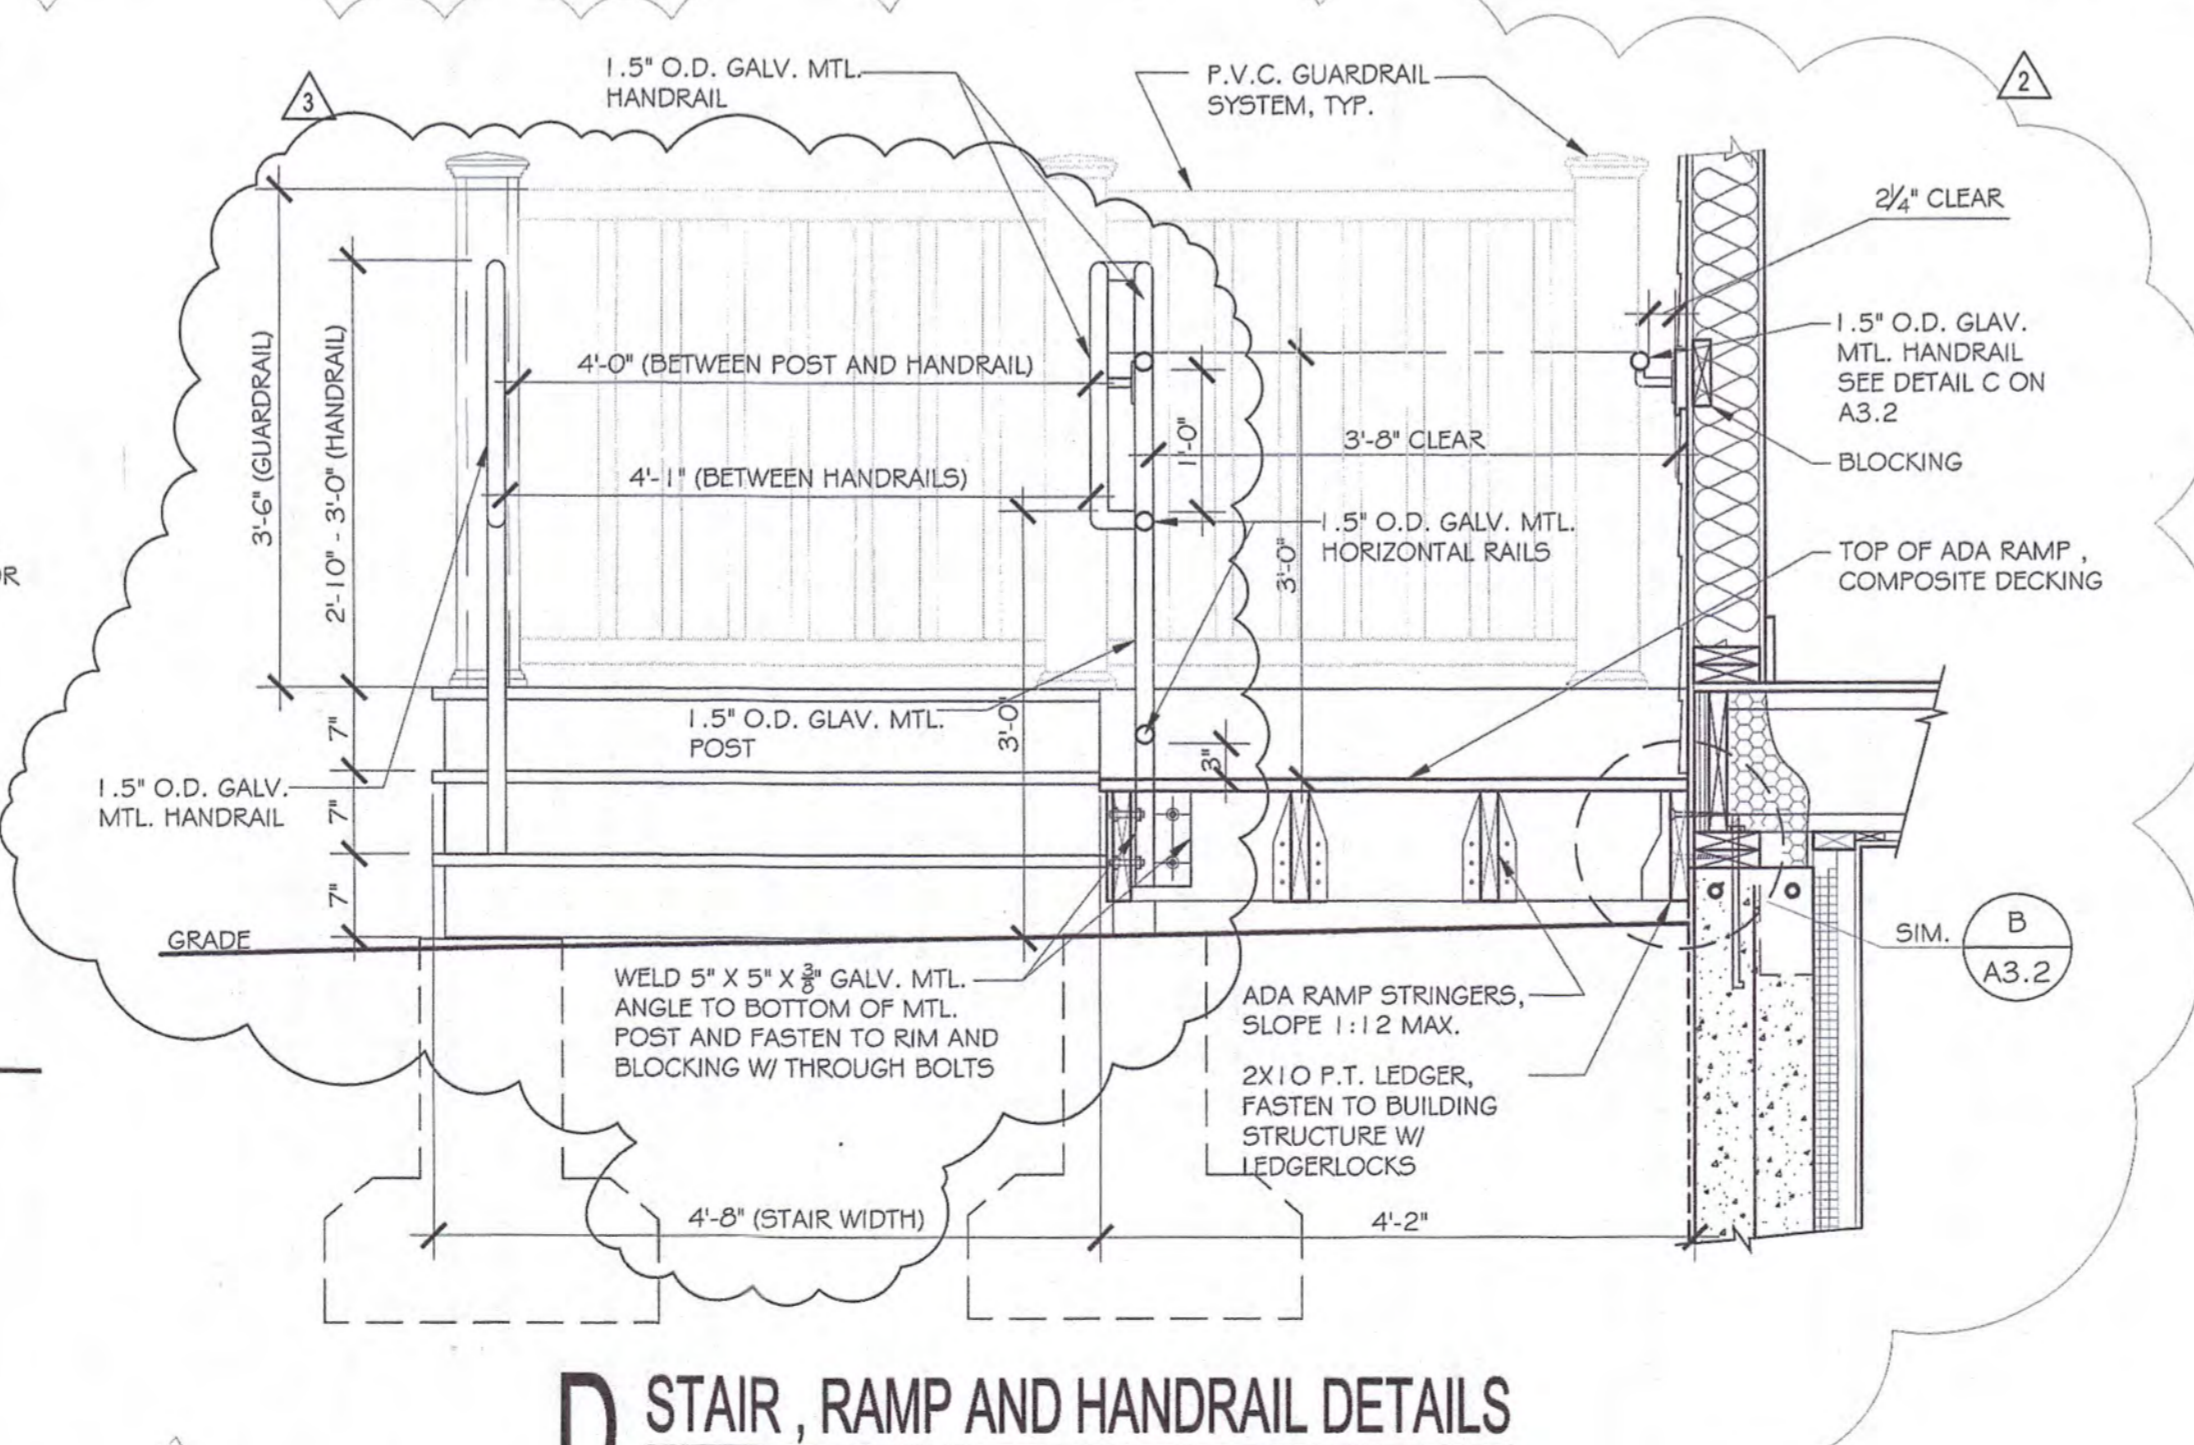 3
1.5" O.D. GALV. MTL.
HANDRAIL
P.V.C. GUARDRAIL
SYSTEM, TYP.
2
2¼" CLEAR
1.5" O.D. GLAV.
MTL. HANDRAIL
SEE DETAIL C ON
A3.2
BLOCKING
3'-6" (GUARDRAIL)
2'-10" - 3'-0" (HANDRAIL)
4'-0" (BETWEEN POST AND HANDRAIL)
4'-1" (BETWEEN HANDRAILS)
1'-0"
3'-8" CLEAR
1.5" O.D. GALV. MTL.
HORIZONTAL RAILS
3'-0"
TOP OF ADA RAMP ,
COMPOSITE DECKING
OR
1.5" O.D. GLAV. MTL.
POST
3'-0"
3"
7"
7"
7"
1.5" O.D. GALV.
MTL. HANDRAIL
GRADE
WELD 5" X 5" X ⅜" GALV. MTL.
ANGLE TO BOTTOM OF MTL.
POST AND FASTEN TO RIM AND
BLOCKING W/ THROUGH BOLTS
ADA RAMP STRINGERS,
SLOPE 1:12 MAX.
2X10 P.T. LEDGER,
FASTEN TO BUILDING
STRUCTURE W/
LEDGERLOCKS
SIM.
B
A3.2
4'-8" (STAIR WIDTH)
4'-2"
D STAIR , RAMP AND HANDRAIL DETAILS